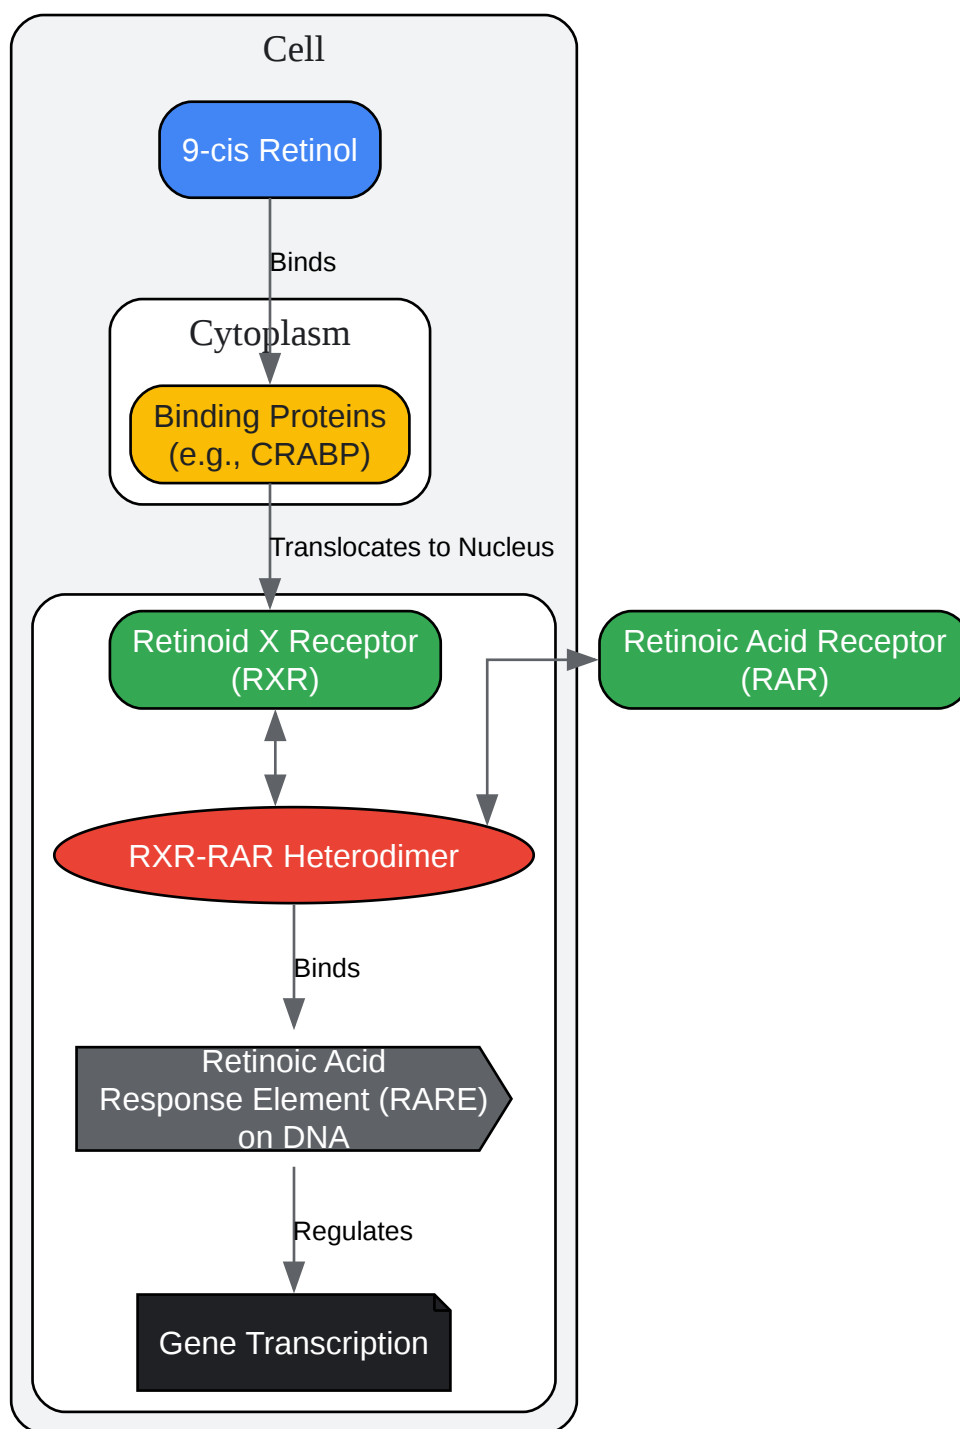 Cell
9-cis Retinol
Binds
Cytoplasm
Binding Proteins
(e.g., CRABP)
Translocates to Nucleus
Retinoid X Receptor
(RXR)
Retinoic Acid Receptor
(RAR)
RXR-RAR Heterodimer
Binds
Retinoic Acid
Response Element (RARE)
on DNA
Regulates
Gene Transcription